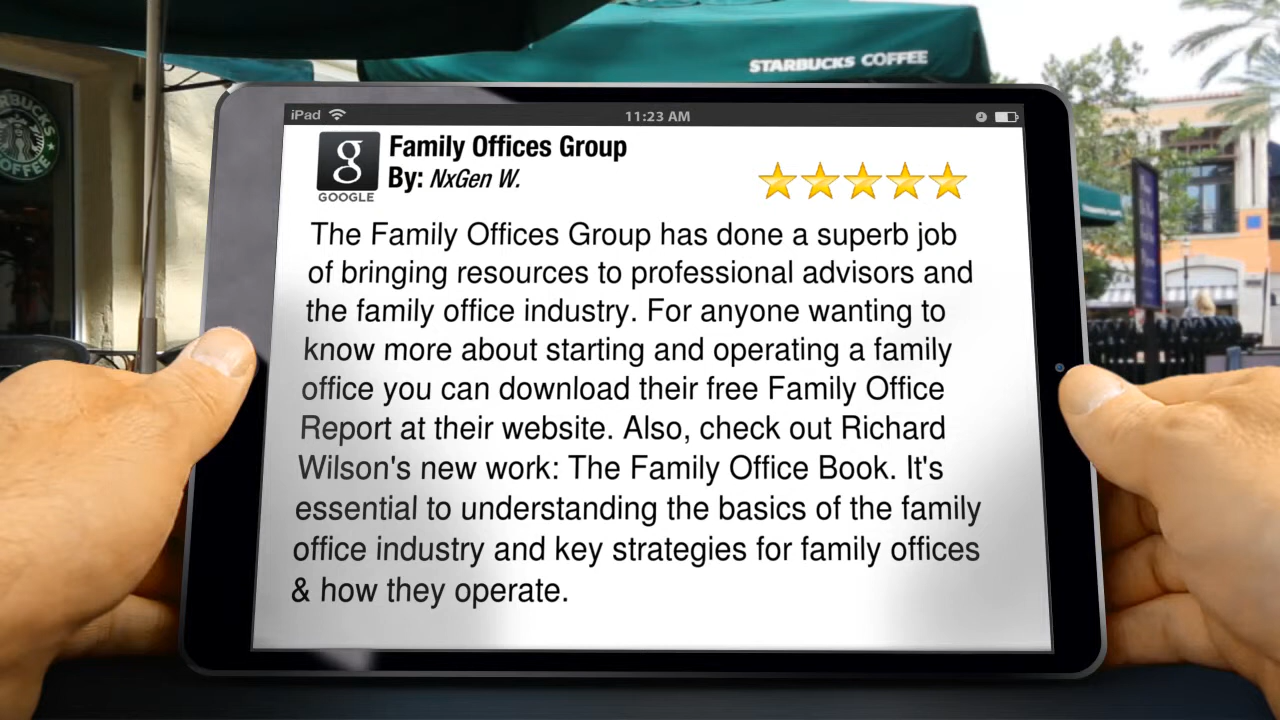 STARBUCKS COFFEE
iPad
11:23 AM
g
GOOGLE
Family Offices Group
By: NxGen W.
The Family Offices Group has done a superb job
of bringing resources to professional advisors and
the family office industry. For anyone wanting to
know more about starting and operating a family
office you can download their free Family Office
Report at their website. Also, check out Richard
Wilson's new work: The Family Office Book. It's
essential to understanding the basics of the family
office industry and key strategies for family offices
& how they operate.